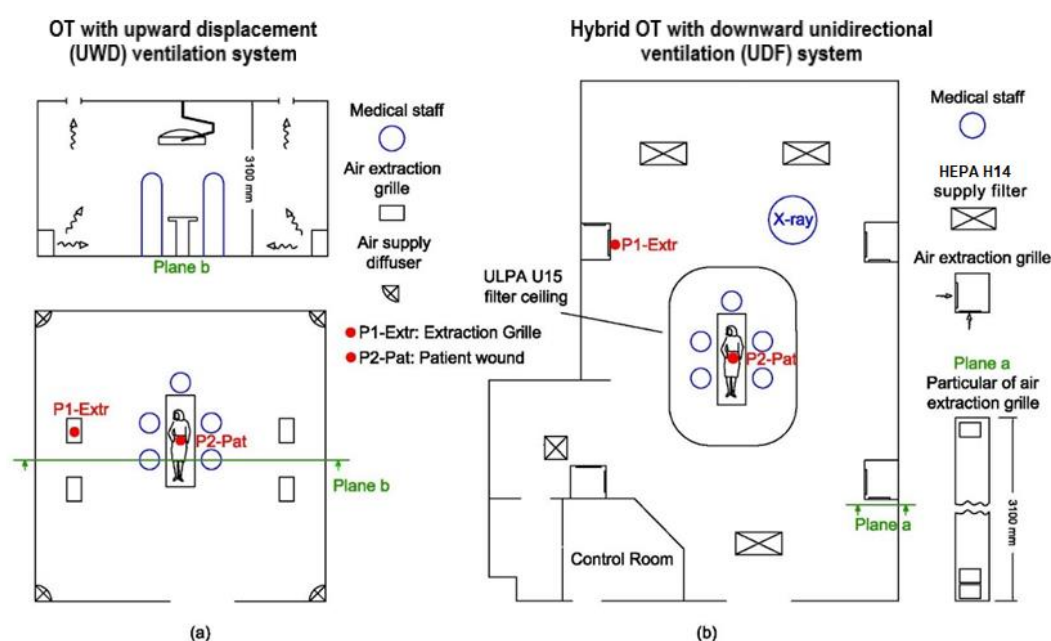 OT with upward displacement
(UWD) ventilation system
Medical staff
Air extraction
grille
Air supply
diffuser
3100 mm
Plane b
P1-Extr: Extraction Grille
P2-Pat: Patient wound
P1-Extr
P2-Pat
Plane b
(a)
Hybrid OT with downward unidirectional
ventilation (UDF) system
Medical staff
HEPA H14
supply filter
Air extraction grille
X-ray
P1-Extr
ULPA U15
filter ceiling
P2-Pat
Plane a
Particular of air
extraction grille
3100 mm
Plane a
Control Room
(b)